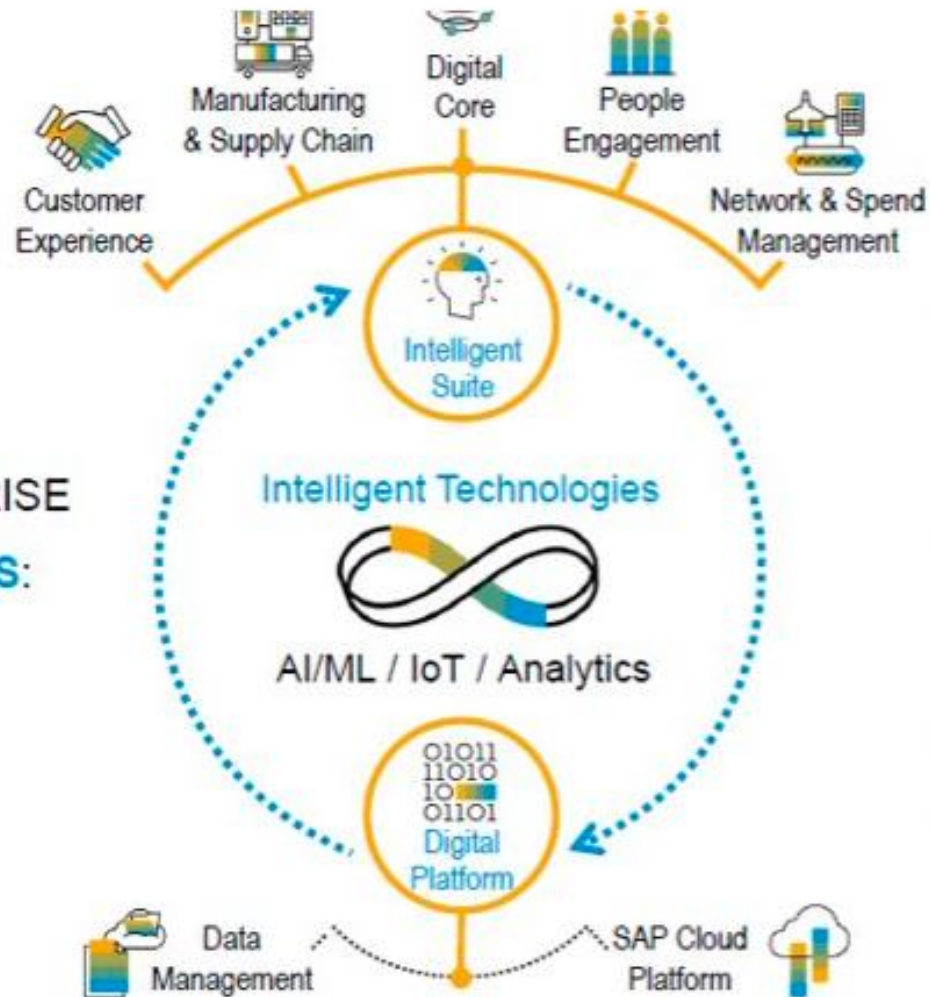 Digital
Core
Manufacturing
& Supply Chain
People
Engagement
Customer
Experience
Network & Spend
Management
Intelligent
Suite
RISE
S:
Intelligent Technologies
AI/ML / IoT / Analytics
01011
11010
10
01101
Digital
Platform
Data
Management
SAP Cloud
Platform